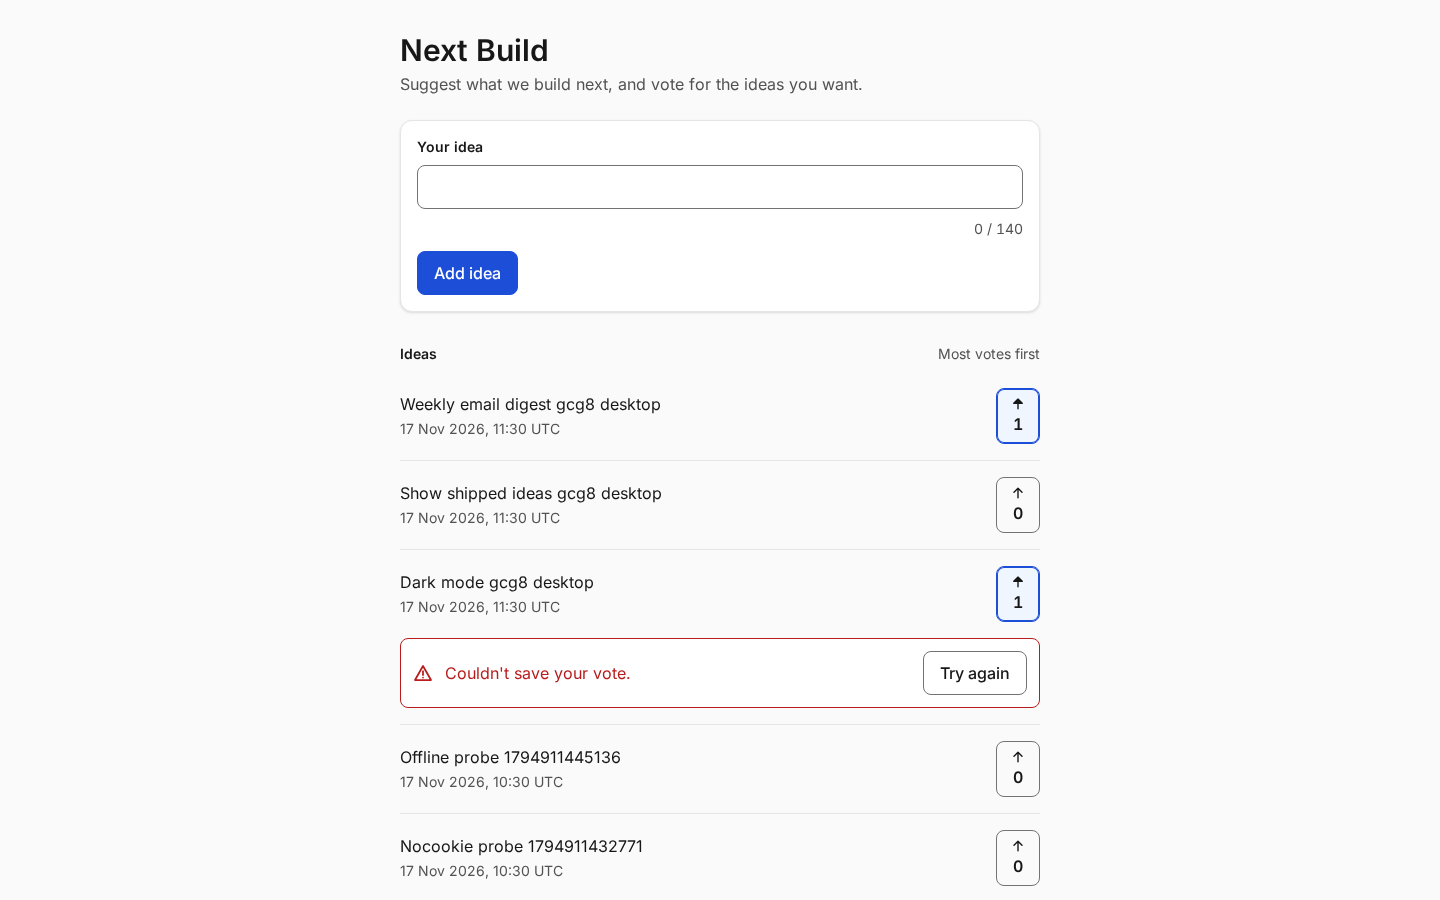 Next Build
Suggest what we build next, and vote for the ideas you want.
Your idea
0 / 140
Add idea
Ideas
Most votes first
Weekly email digest gcg8 desktop
17 Nov 2026, 11:30 UTC
1
Show shipped ideas gcg8 desktop
17 Nov 2026, 11:30 UTC
0
Dark mode gcg8 desktop
17 Nov 2026, 11:30 UTC
1
Couldn't save your vote.
Try again
Offline probe 1794911445136
17 Nov 2026, 10:30 UTC
0
Nocookie probe 1794911432771
17 Nov 2026, 10:30 UTC
0